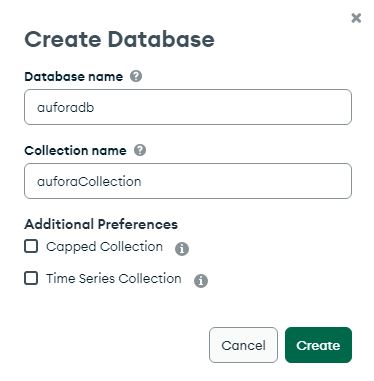 Create Database
Database name
auforadb
Collection name
auforaCollection
Additional Preferences
Capped Collection
Time Series Collection
Cancel Create